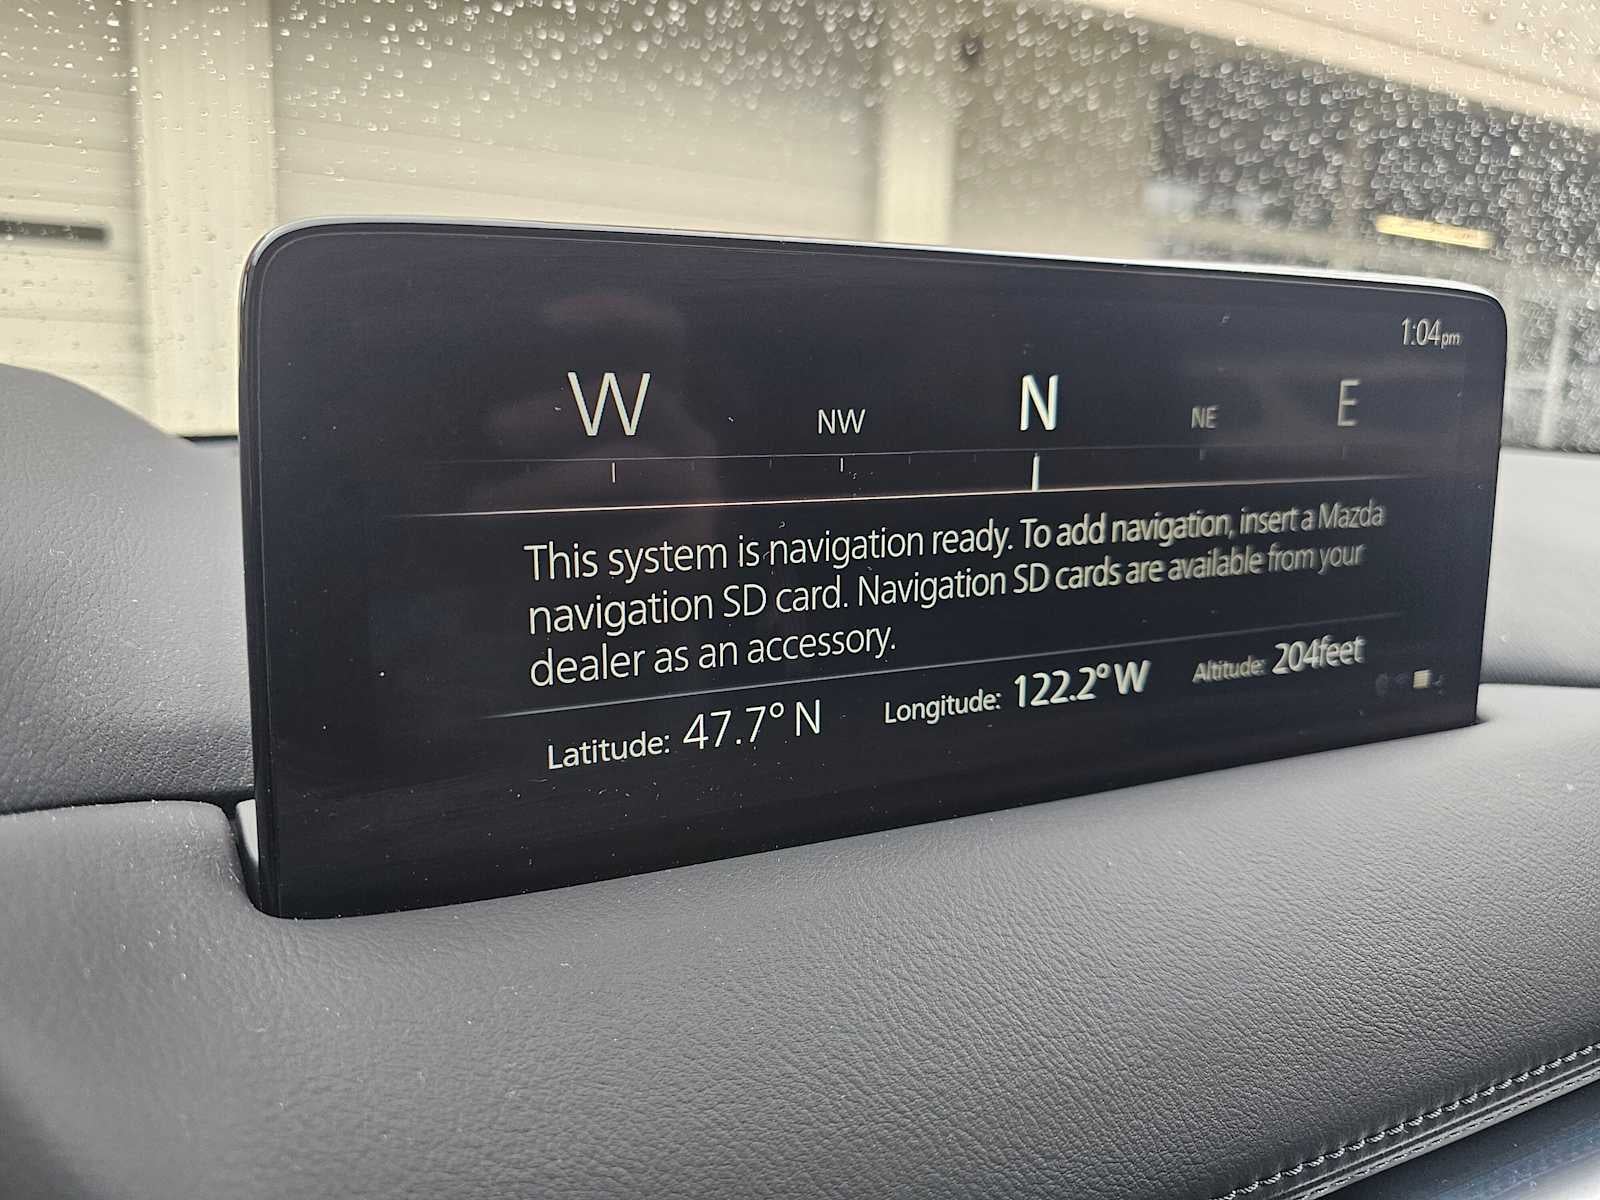 1:04pm
W NW N NE E
This system is navigation ready. To add navigation, insert a Mazda
navigation SD card. Navigation SD cards are available from your
dealer as an accessory.
Latitude: 47.7° N Longitude: 122.2° W Altitude: 204feet